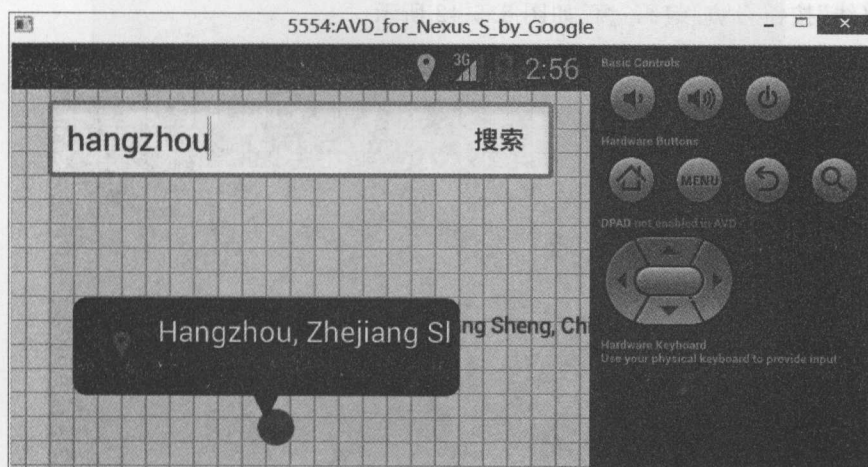 5554:AVD_for_Nexus_S_by_Google
3G 2:56
Basic Controls
hangzhou 搜索
Hardware Buttons
MENU
DPAD not enabled in AVD
Hangzhou, Zhejiang Sl ng Sheng, Chi
Hardware Keyboard
Use your physical keyboard to provide input